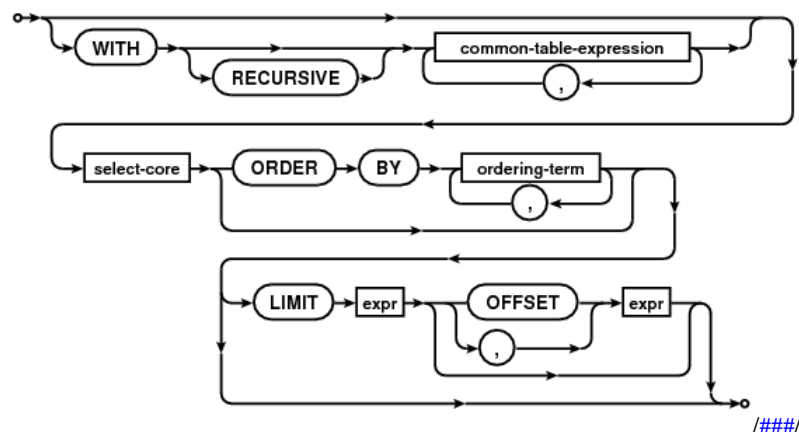 WITH RECURSIVE common-table-expression ,
select-core ORDER BY ordering-term ,
LIMIT expr OFFSET , expr
/###/